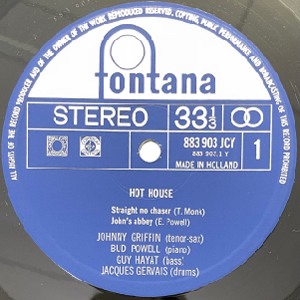 ALL RIGHTS OF THE RECORD PRODUCER AND OF THE OWNER OF THE WORK REPRODUCED RESERVED. COPYING, PUBLIC PERFORMANCE AND BROADCASTING OF THIS RECORD PROHIBITED
fontana
STEREO 33 1/3
883 903 JCY
883 903.1 Y
MADE IN HOLLAND
1
HOT HOUSE
Straight no chaser (T. Monk)
John's abbey (E. Powell)
JOHNNY GRIFFIN (tenor-sax)
BUD POWELL (piano)
GUY HAYAT (bass)
JACQUES GERVAIS (drums)